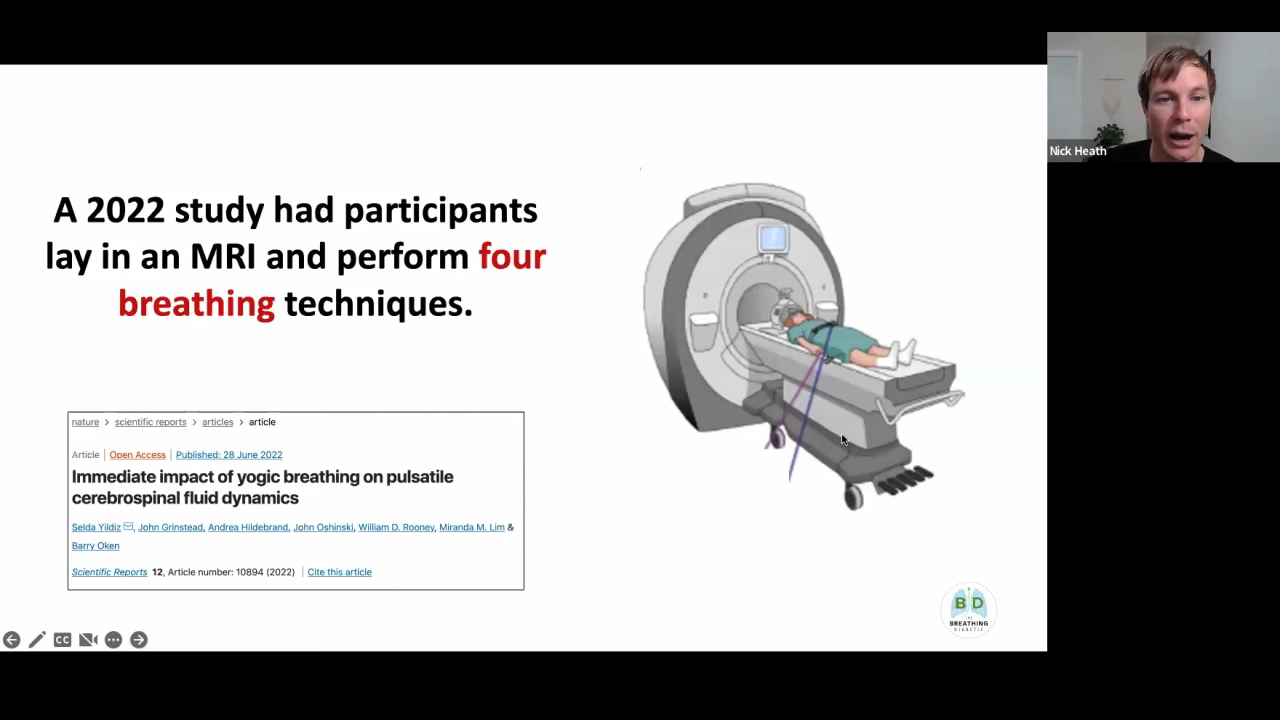 A 2022 study had participants
lay in an MRI and perform four
breathing techniques.
nature > scientific reports > articles > article
Article | Open Access | Published: 28 June 2022
Immediate impact of yogic breathing on pulsatile
cerebrospinal fluid dynamics
Selda Yildiz, John Grinstead, Andrea Hildebrand, John Oshinski, William D. Rooney, Miranda M. Lim &
Barry Oken
Scientific Reports 12, Article number: 10894 (2022) | Cite this article
Nick Heath
B D
THE
BREATHING
DIABETIC
CC